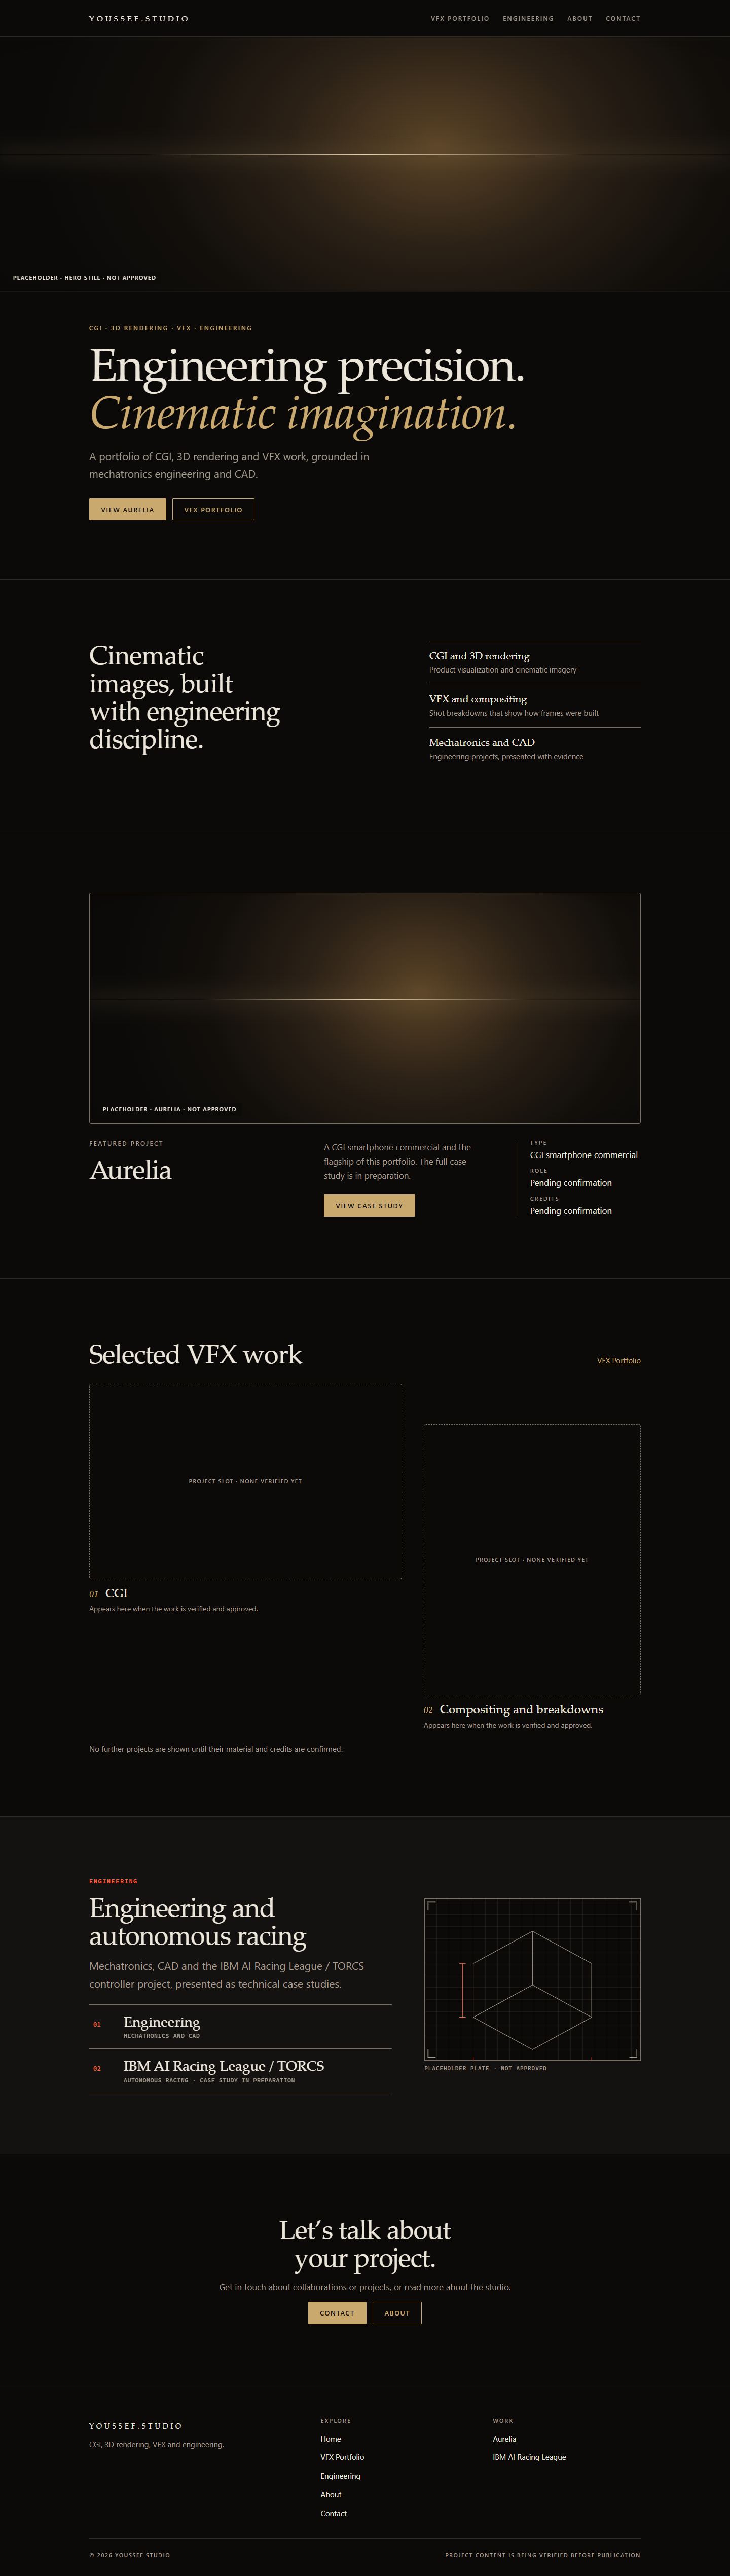 YOUSSEF.STUDIO
VFX PORTFOLIO ENGINEERING ABOUT CONTACT
PLACEHOLDER - HERO STILL - NOT APPROVED
CGI - 3D RENDERING - VFX - ENGINEERING
Engineering precision.
Cinematic imagination.
A portfolio of CGI, 3D rendering and VFX work, grounded in
mechatronics engineering and CAD.
VIEW AURELIA
VFX PORTFOLIO
Cinematic
images, built
with engineering
discipline.
CGI and 3D rendering
Product visualization and cinematic imagery
VFX and compositing
Shot breakdowns that show how frames were built
Mechatronics and CAD
Engineering projects, presented with evidence
PLACEHOLDER - AURELIA - NOT APPROVED
FEATURED PROJECT
Aurelia
A CGI smartphone commercial and the
flagship of this portfolio. The full case
study is in preparation.
VIEW CASE STUDY
TYPE
CGI smartphone commercial
ROLE
Pending confirmation
CREDITS
Pending confirmation
Selected VFX work
VFX Portfolio
PROJECT SLOT - NONE VERIFIED YET
01 CGI
Appears here when the work is verified and approved.
PROJECT SLOT - NONE VERIFIED YET
02 Compositing and breakdowns
Appears here when the work is verified and approved.
No further projects are shown until their material and credits are confirmed.
ENGINEERING
Engineering and
autonomous racing
Mechatronics, CAD and the IBM AI Racing League / TORCS
controller project, presented as technical case studies.
01 Engineering
MECHATRONICS AND CAD
02 IBM AI Racing League / TORCS
AUTONOMOUS RACING - CASE STUDY IN PREPARATION
PLACEHOLDER PLATE - NOT APPROVED
Let’s talk about
your project.
Get in touch about collaborations or projects, or read more about the studio.
CONTACT
ABOUT
YOUSSEF.STUDIO
CGI, 3D rendering, VFX and engineering.
EXPLORE
Home
VFX Portfolio
Engineering
About
Contact
WORK
Aurelia
IBM AI Racing League
© 2026 YOUSSEF STUDIO
PROJECT CONTENT IS BEING VERIFIED BEFORE PUBLICATION